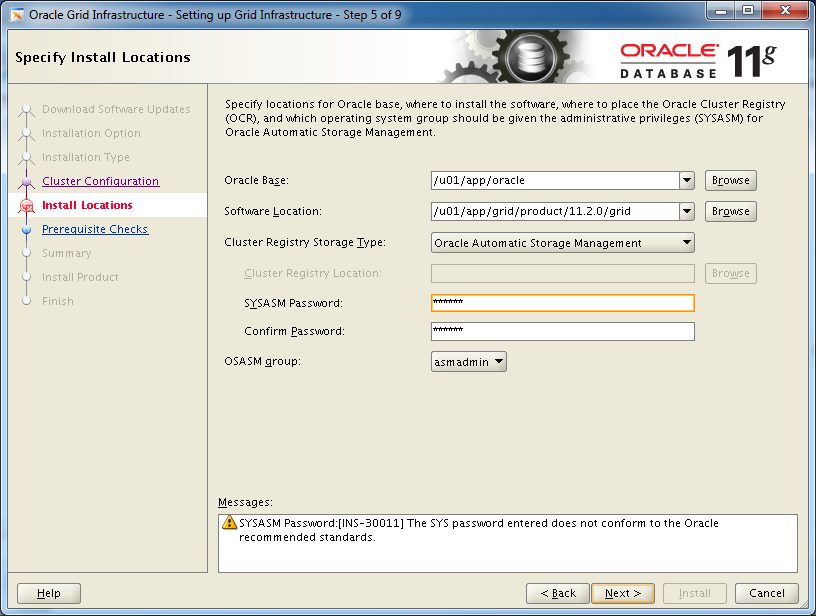 Oracle Grid Infrastructure - Setting up Grid Infrastructure - Step 5 of 9
Specify Install Locations
ORACLE
DATABASE 11g
Download Software Updates
Installation Option
Installation Type
Cluster Configuration
Install Locations
Prerequisite Checks
Summary
Install Product
Finish
Specify locations for Oracle base, where to install the software, where to place the Oracle Cluster Registry
(OCR), and which operating system group should be given the administrative privileges (SYSASM) for
Oracle Automatic Storage Management.
Oracle Base: /u01/app/oracle Browse
Software Location: /u01/app/grid/product/11.2.0/grid Browse
Cluster Registry Storage Type: Oracle Automatic Storage Management
Cluster Registry Location: Browse
SYSASM Password: ******
Confirm Password: ******
OSASM group: asmadmin
Messages:
SYSASM Password:[INS-30011] The SYS password entered does not conform to the Oracle
recommended standards.
Help < Back Next > Install Cancel